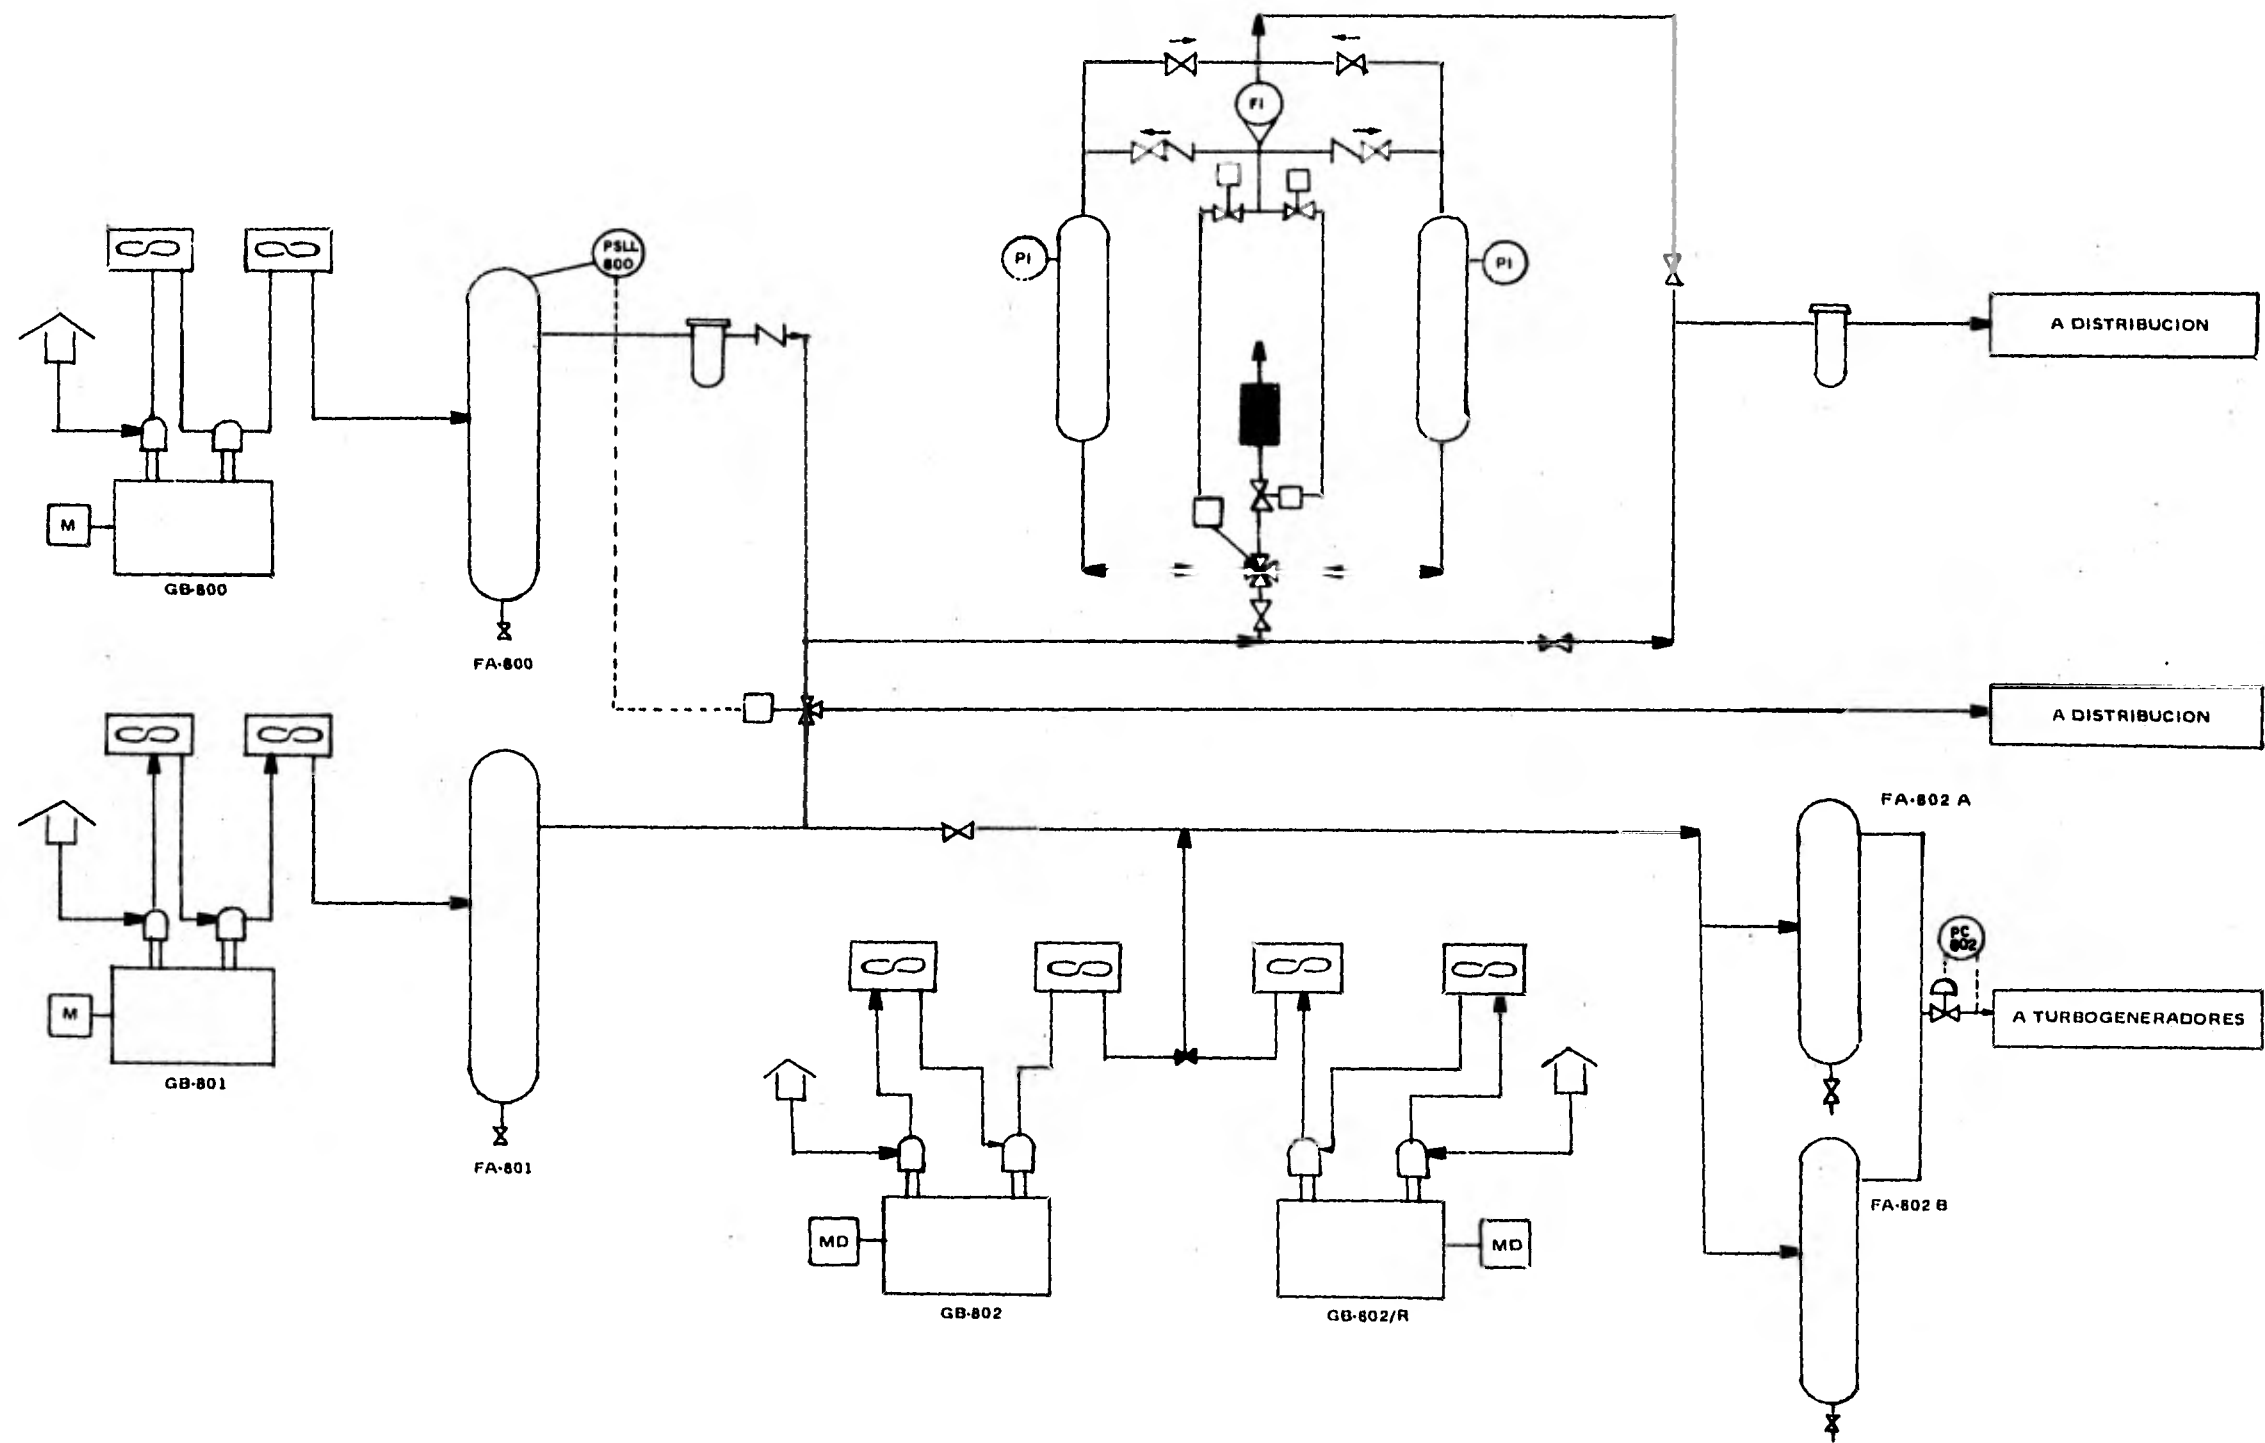 FI
PSLL
800
PI
PI
A DISTRIBUCION
M
GB-800
FA-800
A DISTRIBUCION
FA-802 A
PC
802
M
A TURBOGENERADORES
GB-801
FA-801
FA-802 B
MD
MD
GB-802
GB-802/R